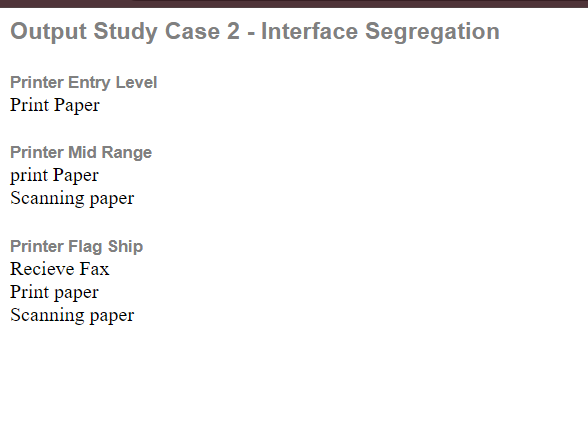 Output Study Case 2 - Interface Segregation
Printer Entry Level
Print Paper
Printer Mid Range
print Paper
Scanning paper
Printer Flag Ship
Recieve Fax
Print paper
Scanning paper